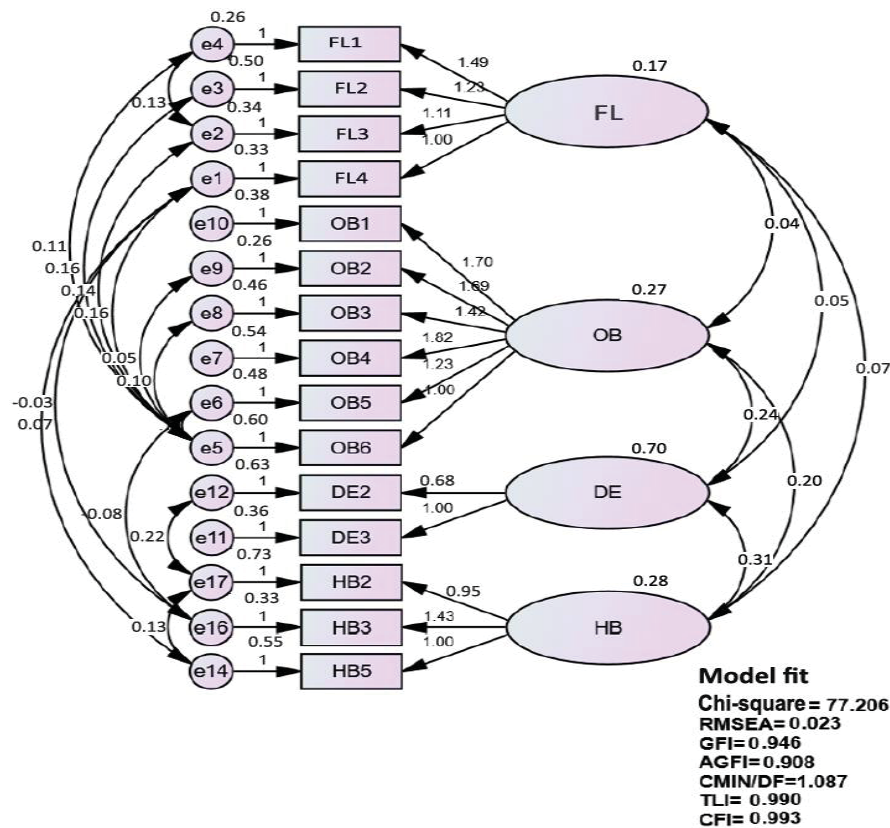 0.26
e4 1 FL1
0.50
e3 1 FL2
0.34
e2 1 FL3
0.33
e1 1 FL4
0.38
e10 1 OB1
0.26
e9 1 OB2
0.46
e8 1 OB3
0.54
e7 1 OB4
0.48
e6 1 OB5
0.60
e5 1 OB6
0.63
e12 1 DE2
0.36
e11 1 DE3
0.73
e17 1 HB2
0.33
e16 1 HB3
0.55
e14 1 HB5
0.13
0.11
0.16
0.14
0.16
0.05
0.10
-0.03
0.07
-0.08
0.22
0.13
1.49
1.23
1.11
1.00
1.70
1.69
1.42
1.82
1.23
1.00
0.68
1.00
0.95
1.43
1.00
0.17
FL
0.27
OB
0.70
DE
0.28
HB
0.04
0.05
0.07
0.24
0.20
0.31
Model fit
Chi-square = 77.206
RMSEA= 0.023
GFI= 0.946
AGFI= 0.908
CMIN/DF=1.087
TLI= 0.990
CFI= 0.993